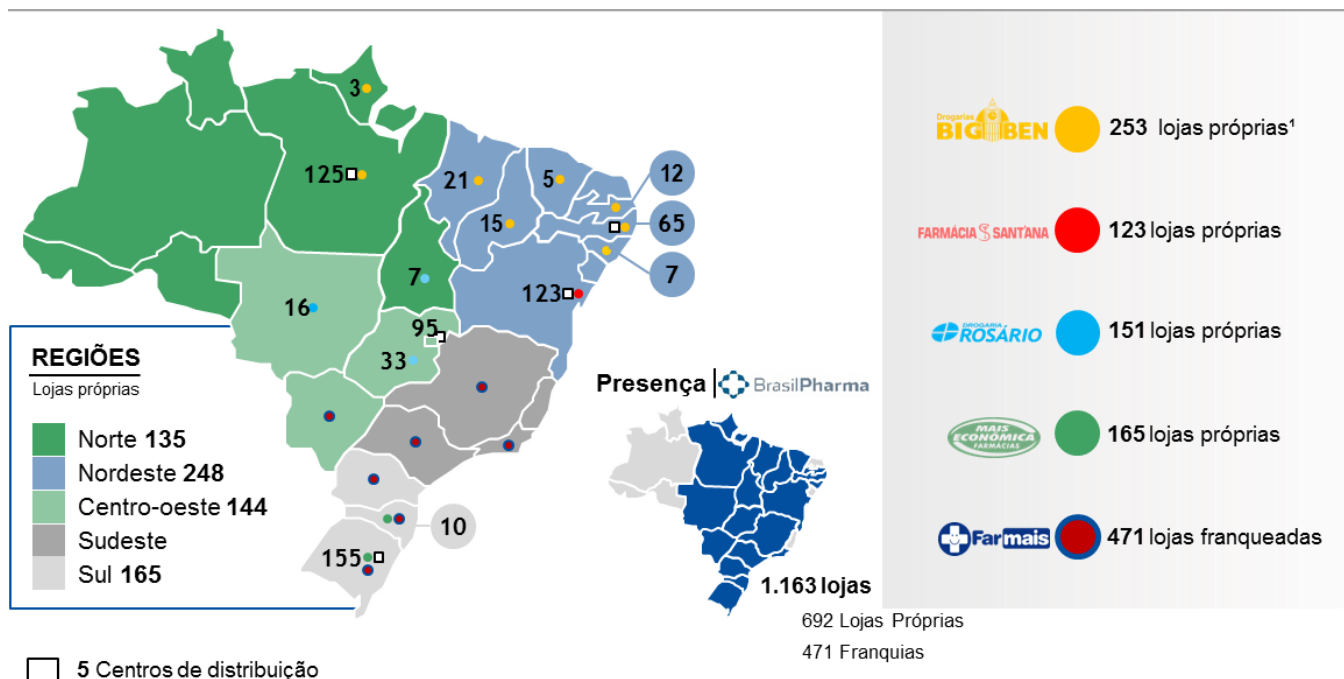 3
125
21
5
12
15
65
7
7
123
16
95
33
REGIÕES
Lojas próprias
Norte 135
Nordeste 248
Centro-oeste 144
Sudeste
Sul 165
10
155
5 Centros de distribuição
Presença | BrasilPharma
1.163 lojas
692 Lojas Próprias
471 Franquias
Drogarias
BIG BEN
253 lojas próprias¹
FARMÁCIA SANT'ANA
123 lojas próprias
DROGARIA
ROSÁRIO
151 lojas próprias
MAIS
ECONÔMICA
FARMÁCIAS
165 lojas próprias
Farmais
471 lojas franqueadas